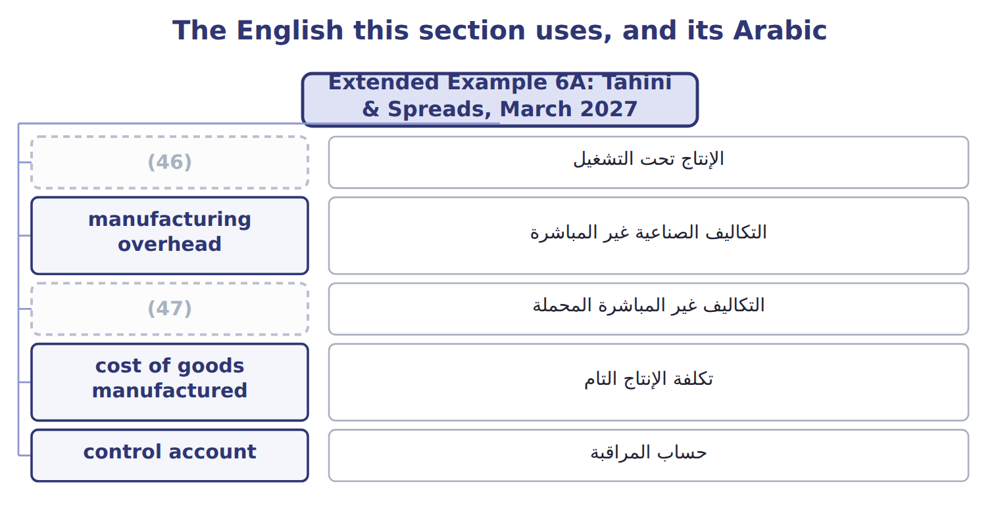 The English this section uses, and its Arabic
Extended Example 6A: Tahini
& Spreads, March 2027
(46)
الإنتاج تحت التشغيل
manufacturing
overhead
التكاليف الصناعية غير المباشرة
(47)
التكاليف غير المباشرة المحملة
cost of goods
manufactured
تكلفة الإنتاج التام
control account
حساب المراقبة